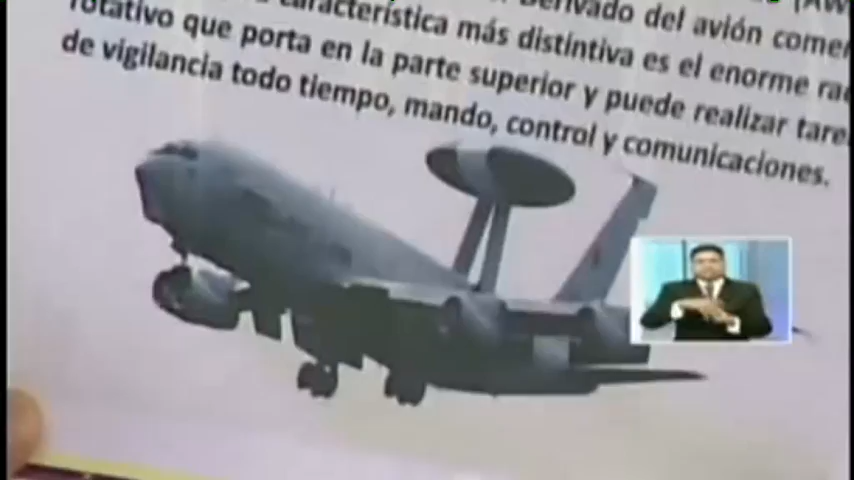 (AW
característica más distintiva Derivado del avión comer
rotativo que porta en la parte superior es el enorme ra
de vigilancia todo tiempo, mando, control y puede realizar tare
y comunicaciones.